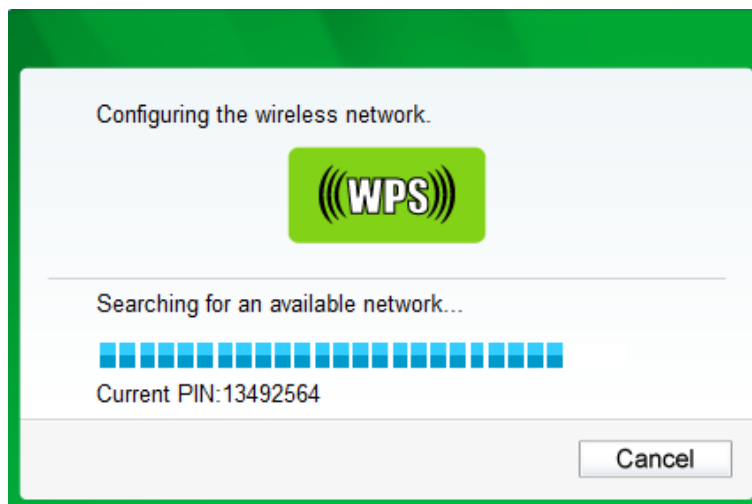 Configuring the wireless network.
(((WPS)))
Searching for an available network...
Current PIN:13492564
Cancel